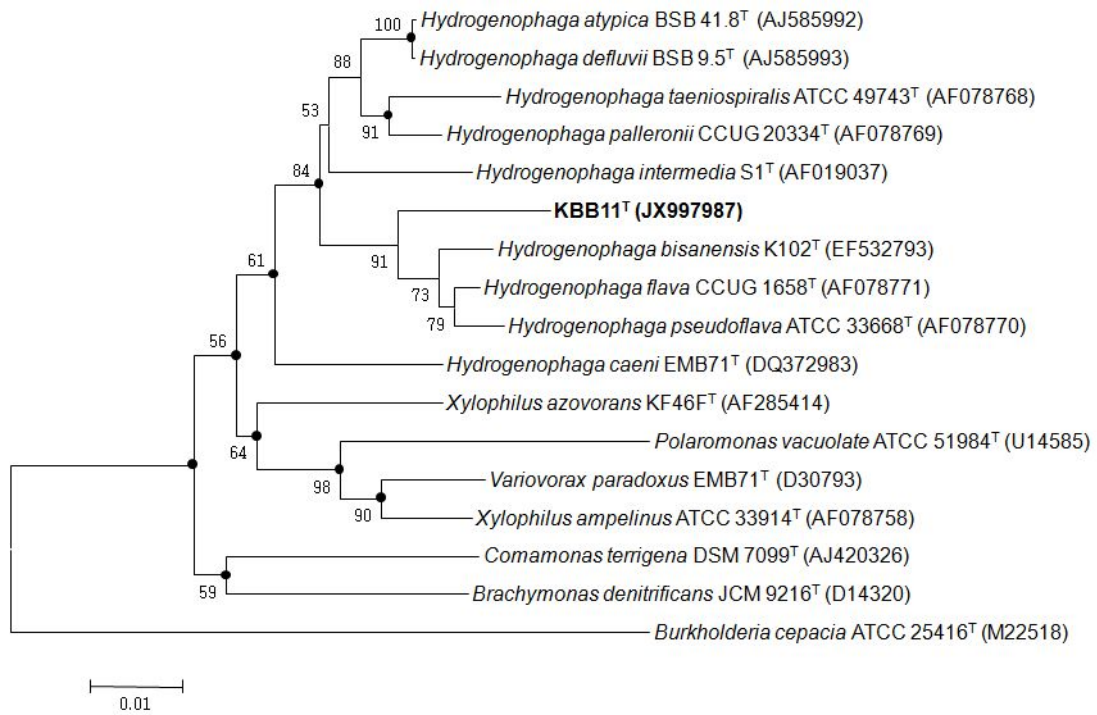 100 Hydrogenophaga atypica BSB 41.8ᵀ (AJ585992)
Hydrogenophaga defluvii BSB 9.5ᵀ (AJ585993)
88
Hydrogenophaga taeniospiralis ATCC 49743ᵀ (AF078768)
53
91 Hydrogenophaga palleronii CCUG 20334ᵀ (AF078769)
84 Hydrogenophaga intermedia S1ᵀ (AF019037)
KBB11ᵀ (JX997987)
Hydrogenophaga bisanensis K102ᵀ (EF532793)
61 91
Hydrogenophaga flava CCUG 1658ᵀ (AF078771)
73
79 Hydrogenophaga pseudoflava ATCC 33668ᵀ (AF078770)
56
Hydrogenophaga caeni EMB71ᵀ (DQ372983)
Xylophilus azovorans KF46Fᵀ (AF285414)
Polaromonas vacuolate ATCC 51984ᵀ (U14585)
64
Variovorax paradoxus EMB71ᵀ (D30793)
98
90 Xylophilus ampelinus ATCC 33914ᵀ (AF078758)
Comamonas terrigena DSM 7099ᵀ (AJ420326)
59 Brachymonas denitrificans JCM 9216ᵀ (D14320)
Burkholderia cepacia ATCC 25416ᵀ (M22518)
0.01